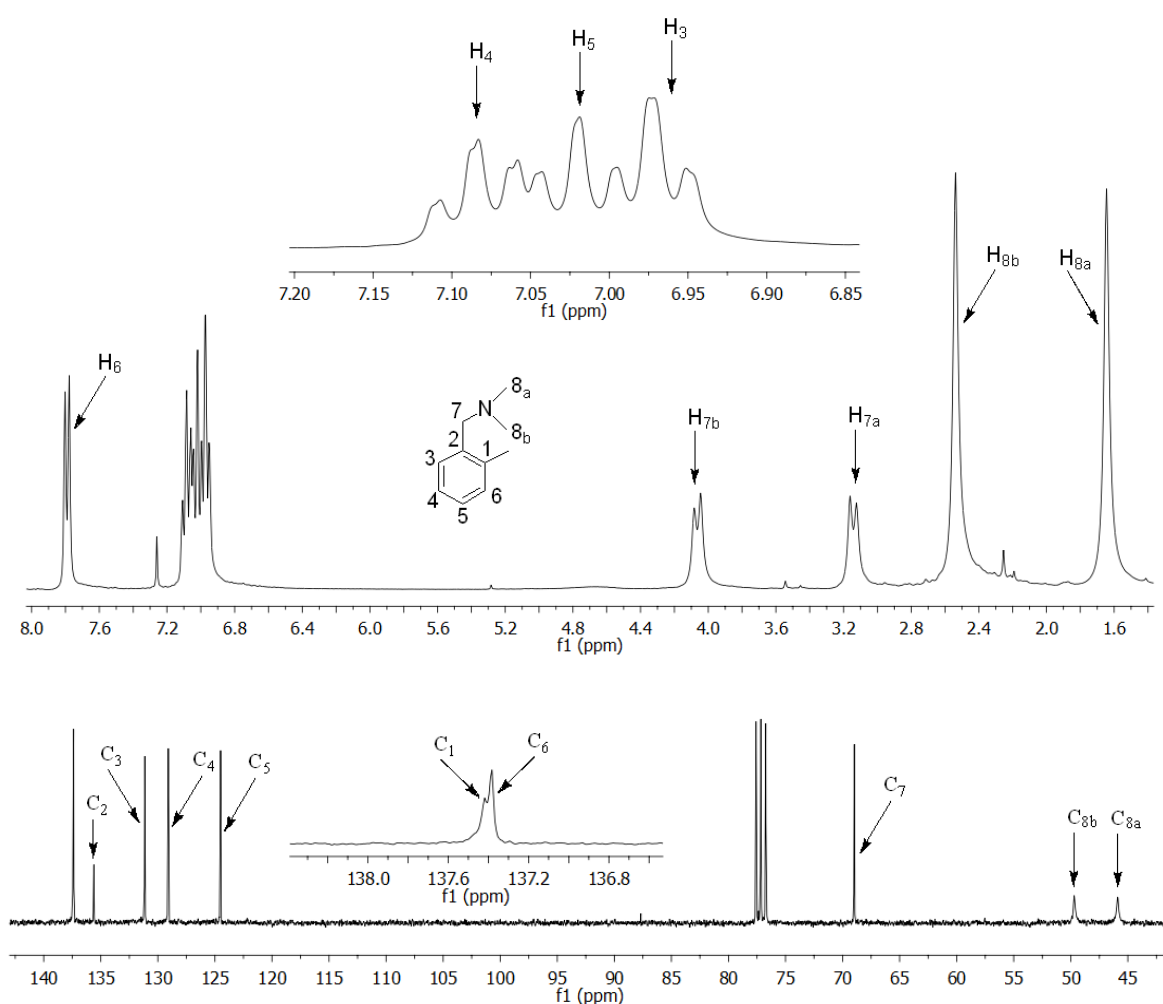 H₄
H₅
H₃
7.20 7.15 7.10 7.05 7.00 6.95 6.90 6.85
f1 (ppm)
H₈b
H₈a
H₆
H₇b
H₇a
7
N
8a
8b
2
1
3
4
5
6
8.0 7.6 7.2 6.8 6.4 6.0 5.6 5.2 4.8 4.4 4.0 3.6 3.2 2.8 2.4 2.0 1.6
f1 (ppm)
C₃
C₂
C₄
C₅
C₁
C₆
138.0 137.6 137.2 136.8
f1 (ppm)
C₇
C₈b
C₈a
140 135 130 125 120 115 110 105 100 95 90 85 80 75 70 65 60 55 50 45
f1 (ppm)